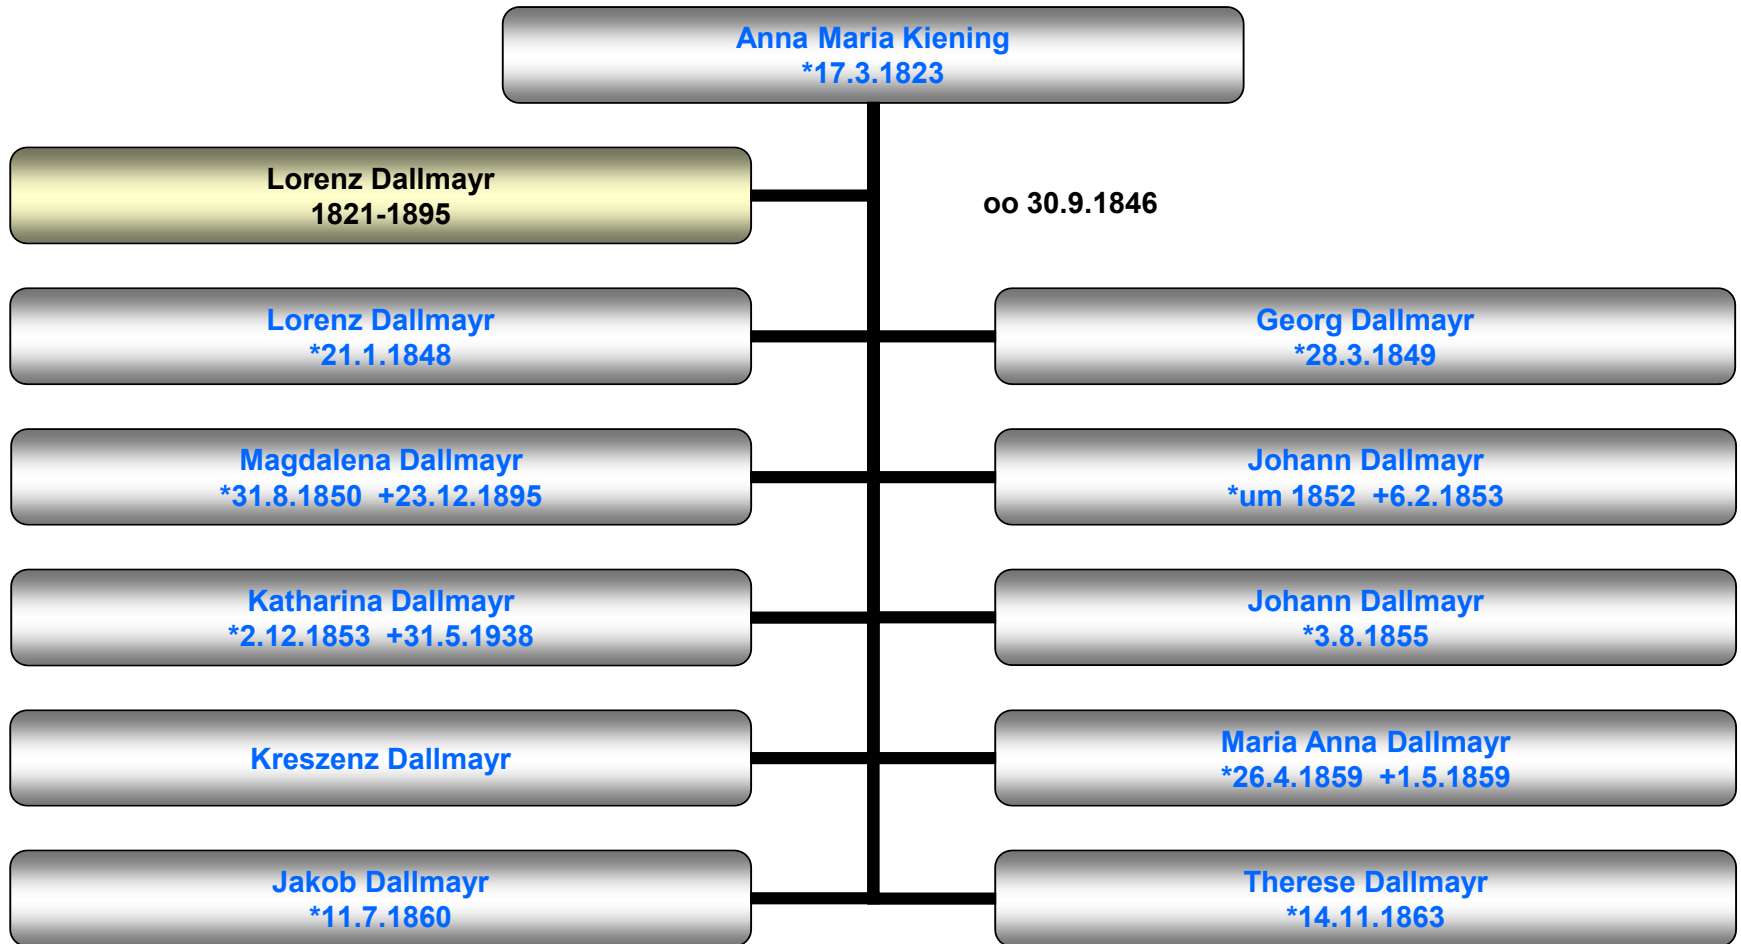 Anna Maria Kiening
*17.3.1823
Lorenz Dallmayr
1821-1895
oo 30.9.1846
Lorenz Dallmayr
*21.1.1848
Georg Dallmayr
*28.3.1849
Magdalena Dallmayr
*31.8.1850 +23.12.1895
Johann Dallmayr
*um 1852 +6.2.1853
Katharina Dallmayr
*2.12.1853 +31.5.1938
Johann Dallmayr
*3.8.1855
Kreszenz Dallmayr
Maria Anna Dallmayr
*26.4.1859 +1.5.1859
Jakob Dallmayr
*11.7.1860
Therese Dallmayr
*14.11.1863